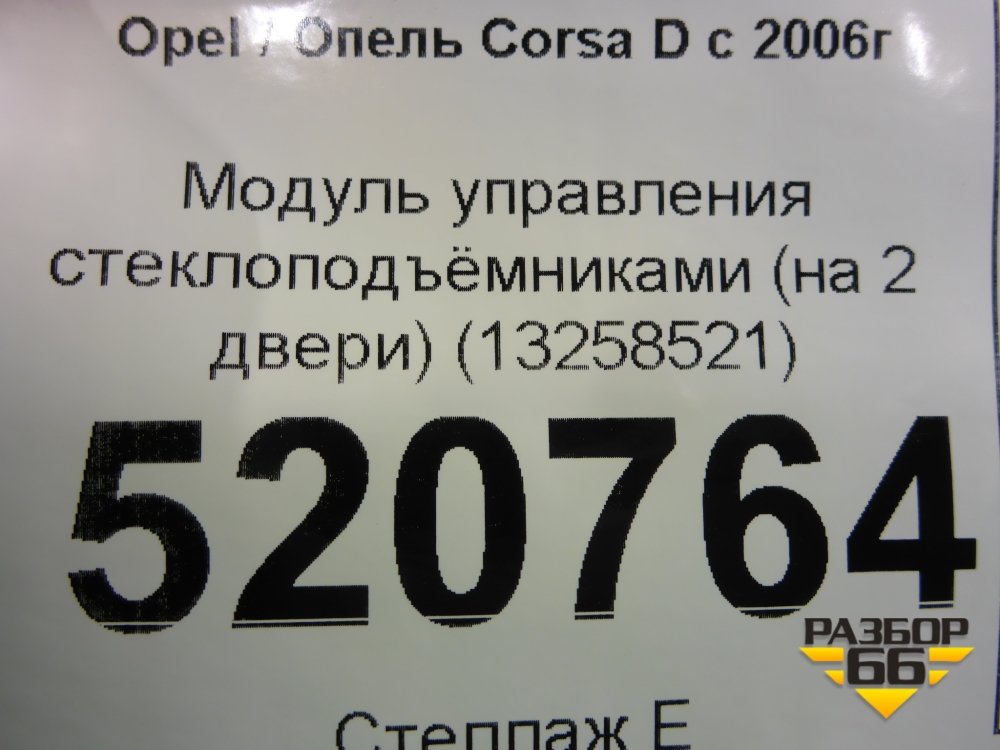 Opel / Опель Corsa D с 2006г
Модуль управления
стеклоподъёмниками (на 2
двери) (13258521)
520764
РАЗБОР
66
Стеллаж Е